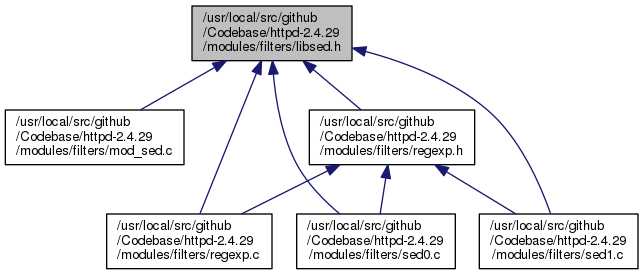 /usr/local/src/github
/Codebase/httpd-2.4.29
/modules/filters/libsed.h
/usr/local/src/github
/Codebase/httpd-2.4.29
/modules/filters/mod_sed.c
/usr/local/src/github
/Codebase/httpd-2.4.29
/modules/filters/regexp.h
/usr/local/src/github
/Codebase/httpd-2.4.29
/modules/filters/regexp.c
/usr/local/src/github
/Codebase/httpd-2.4.29
/modules/filters/sed0.c
/usr/local/src/github
/Codebase/httpd-2.4.29
/modules/filters/sed1.c